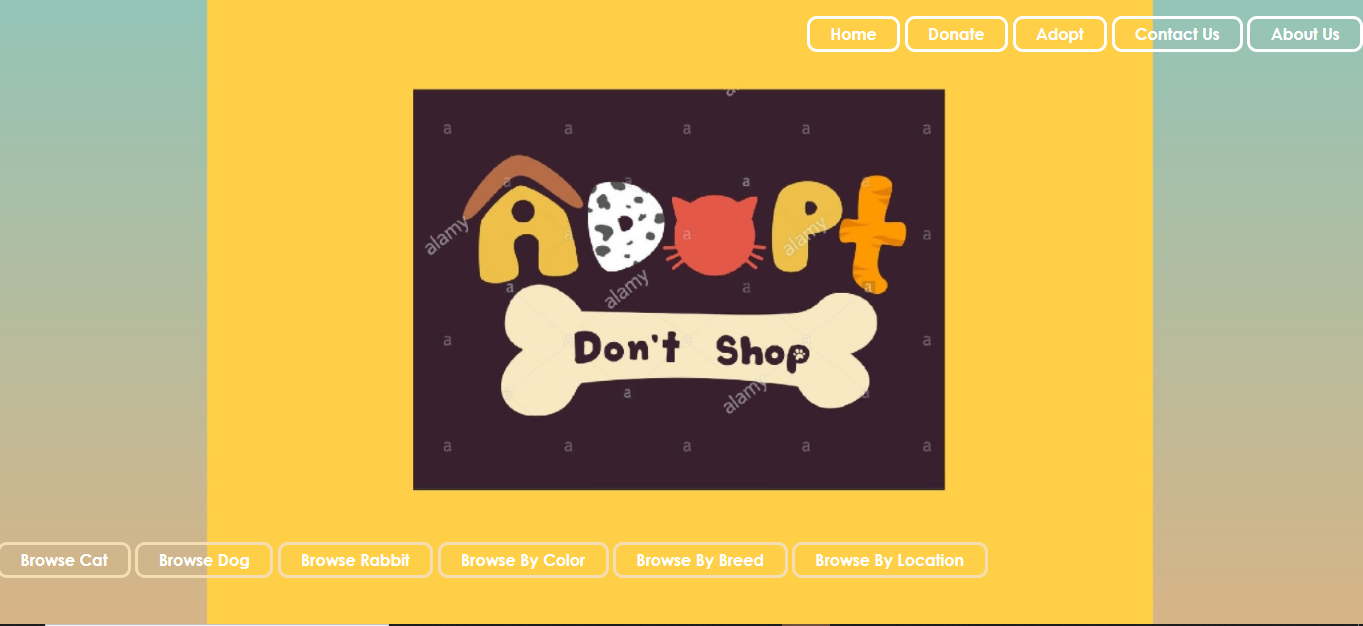 Home Donate Adopt Contact Us About Us
a
a a a a a
a a a a
ADOPt
alamy alamy
a a a
alamy
a a a
Don't Shop
a a
alamy
a a
a a a a a
Browse Cat Browse Dog Browse Rabbit Browse By Color Browse By Breed Browse By Location